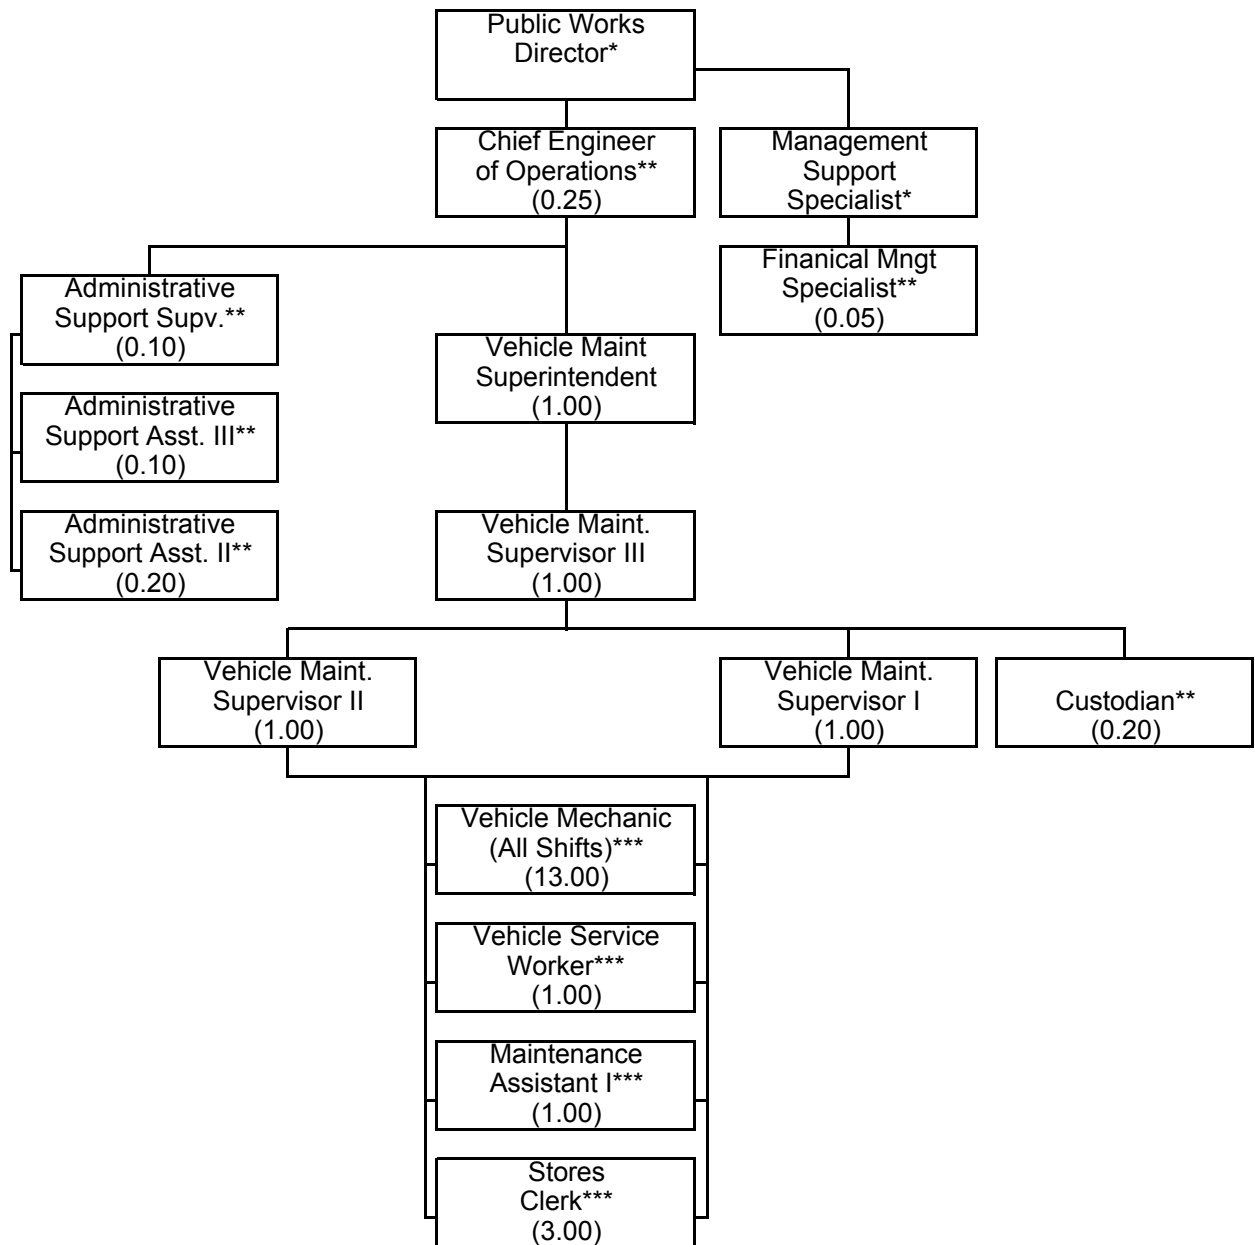 Public Works
Director*
Chief Engineer
of Operations**
(0.25)
Management
Support
Specialist*
Administrative
Support Supv.**
(0.10)
Finanical Mngt
Specialist**
(0.05)
Vehicle Maint
Superintendent
(1.00)
Administrative
Support Asst. III**
(0.10)
Administrative
Support Asst. II**
(0.20)
Vehicle Maint.
Supervisor III
(1.00)
Vehicle Maint.
Supervisor II
(1.00)
Vehicle Maint.
Supervisor I
(1.00)
Custodian**
(0.20)
Vehicle Mechanic
(All Shifts)***
(13.00)
Vehicle Service
Worker***
(1.00)
Maintenance
Assistant I***
(1.00)
Stores
Clerk***
(3.00)